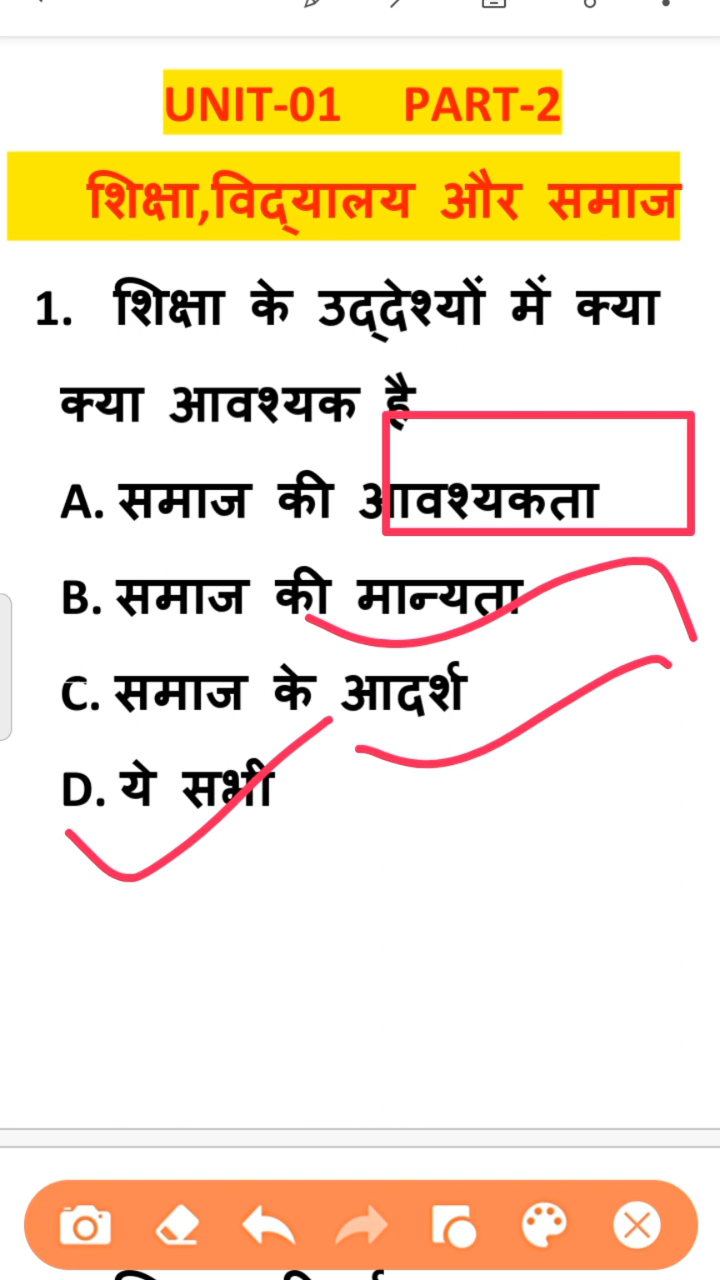 UNIT-01 PART-2
शिक्षा,विद्यालय और समाज
1. शिक्षा के उद्देश्यों में क्या
क्या आवश्यक है
A. समाज की आवश्यकता
B. समाज की मान्यता
C. समाज के आदर्श
D. ये सभी